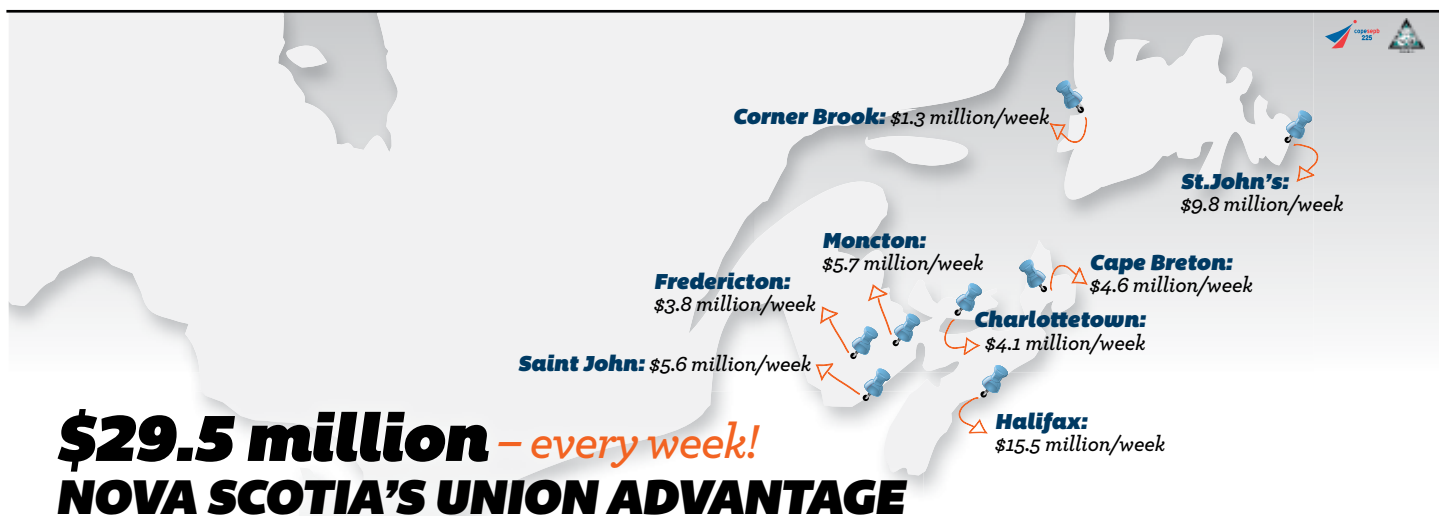 capesepb
225
Corner Brook: $1.3 million/week
St.John's:
$9.8 million/week
Moncton:
$5.7 million/week
Cape Breton:
$4.6 million/week
Fredericton:
$3.8 million/week
Charlottetown:
$4.1 million/week
Saint John: $5.6 million/week
Halifax:
$15.5 million/week
$29.5 million – every week!
NOVA SCOTIA'S UNION ADVANTAGE